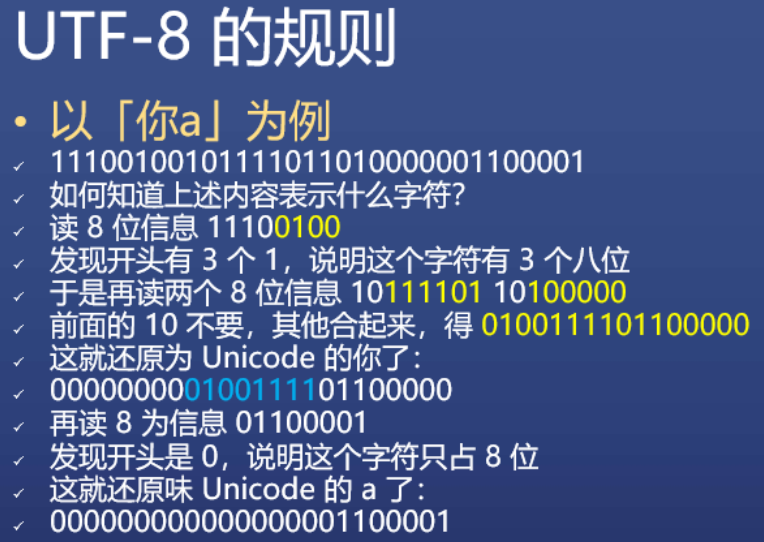 UTF-8 的规则
• 以「你a」为例
✓ 11100100101111011010000001100001
✓ 如何知道上述内容表示什么字符?
✓ 读 8 位信息 11100100
✓ 发现开头有 3 个 1，说明这个字符有 3 个八位
✓ 于是再读两个 8 位信息 10111101 10100000
✓ 前面的 10 不要，其他合起来，得 0100111101100000
✓ 这就还原为 Unicode 的你了：
✓ 000000000100111101100000
✓ 再读 8 为信息 01100001
✓ 发现开头是 0，说明这个字符只占 8 位
✓ 这就还原味 Unicode 的 a 了：
✓ 000000000000000001100001